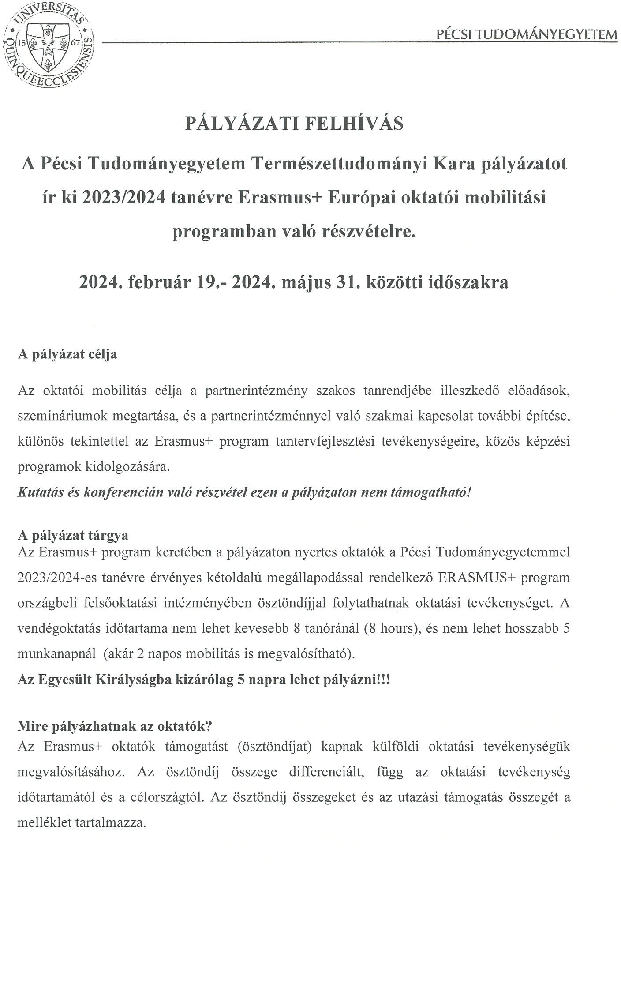 UNIVERSITAS
QUINQUEECCLESIENSIS
13 67
PÉCSI TUDOMÁNYEGYETEM
PÁLYÁZATI FELHÍVÁS
A Pécsi Tudományegyetem Természettudományi Kara pályázatot
ír ki 2023/2024 tanévre Erasmus+ Európai oktatói mobilitási
programban való részvételre.
2024. február 19.- 2024. május 31. közötti időszakra
A pályázat célja
Az oktatói mobilitás célja a partnerintézmény szakos tanrendjébe illeszkedő előadások,
szemináriumok megtartása, és a partnerintézménnyel való szakmai kapcsolat további építése,
különös tekintettel az Erasmus+ program tantervfejlesztési tevékenységeire, közös képzési
programok kidolgozására.
Kutatás és konferencián való részvétel ezen a pályázaton nem támogatható!
A pályázat tárgya
Az Erasmus+ program keretében a pályázaton nyertes oktatók a Pécsi Tudományegyetemmel
2023/2024-es tanévre érvényes kétoldalú megállapodással rendelkező ERASMUS+ program
országbeli felsőoktatási intézményében ösztöndíjjal folytathatnak oktatási tevékenységet. A
vendégoktatás időtartama nem lehet kevesebb 8 tanóránál (8 hours), és nem lehet hosszabb 5
munkanapnál (akár 2 napos mobilitás is megvalósítható).
Az Egyesült Királyságba kizárólag 5 napra lehet pályázni!!!
Mire pályázhatnak az oktatók?
Az Erasmus+ oktatók támogatást (ösztöndíjat) kapnak külföldi oktatási tevékenységük
megvalósításához. Az ösztöndíj összege differenciált, függ az oktatási tevékenység
időtartamától és a célországtól. Az ösztöndíj összegeket és az utazási támogatás összegét a
melléklet tartalmazza.